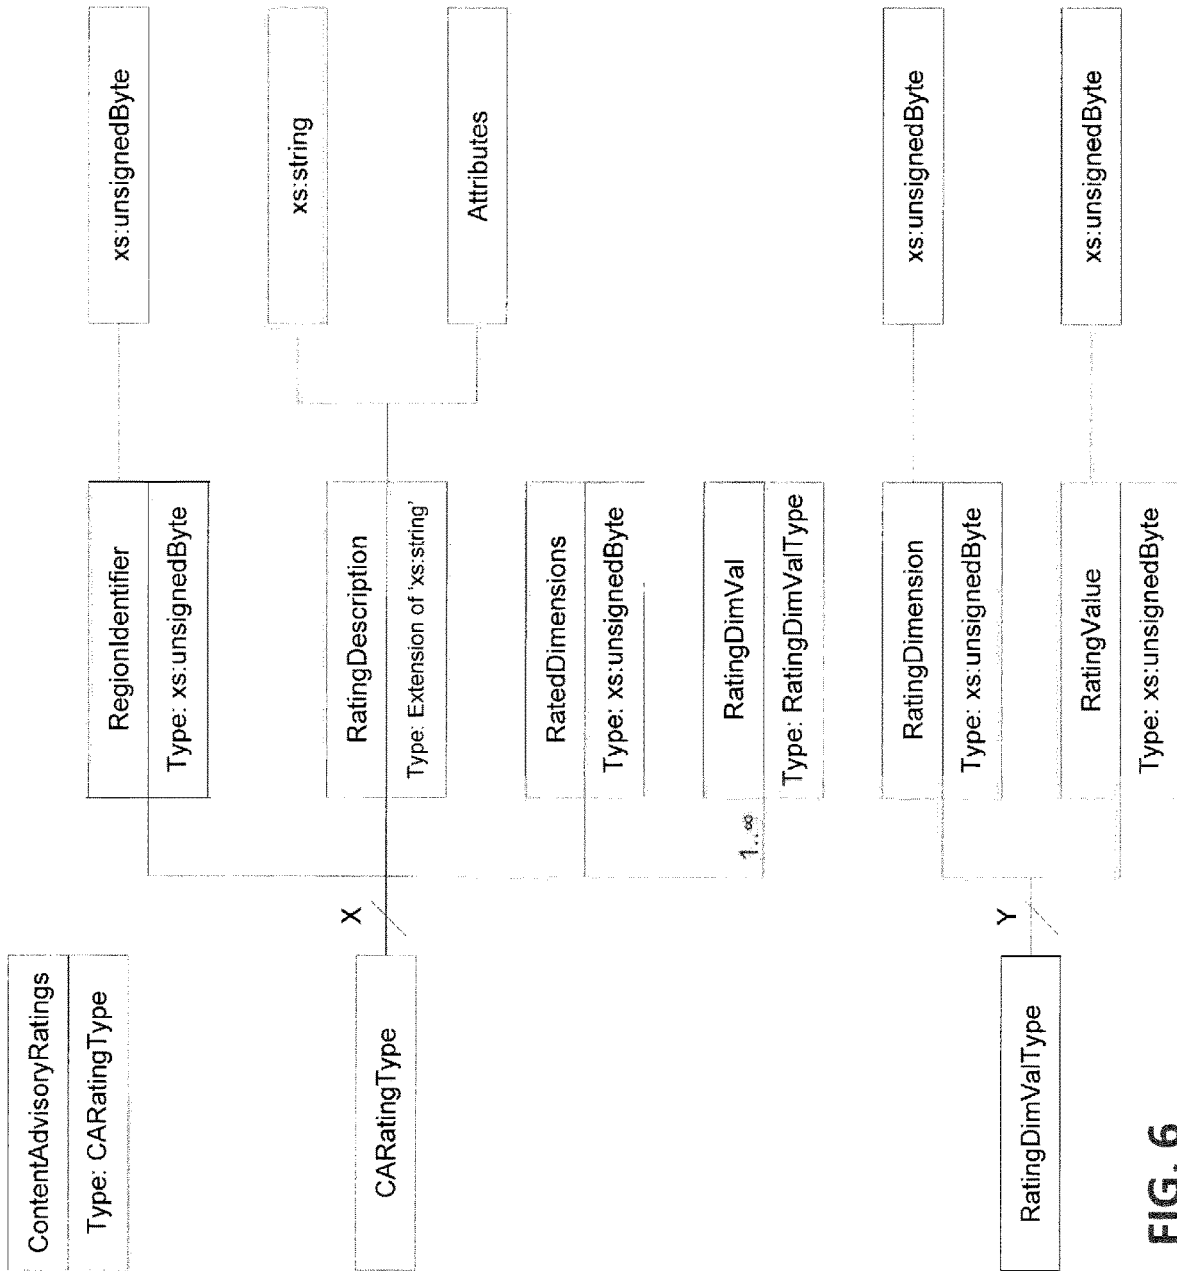 ContentAdvisoryRatings
Type: CARatingType
CARatingType
X
RegionIdentifier
Type: xs:unsignedByte
xs:unsignedByte
RatingDescription
Type: Extension of 'xs:string'
xs:string
Attributes
RatedDimensions
Type: xs:unsignedByte
1..∞
RatingDimVal
Type: RatingDimValType
RatingDimValType
Y
RatingDimension
Type: xs:unsignedByte
xs:unsignedByte
RatingValue
Type: xs:unsignedByte
xs:unsignedByte
FIG. 6